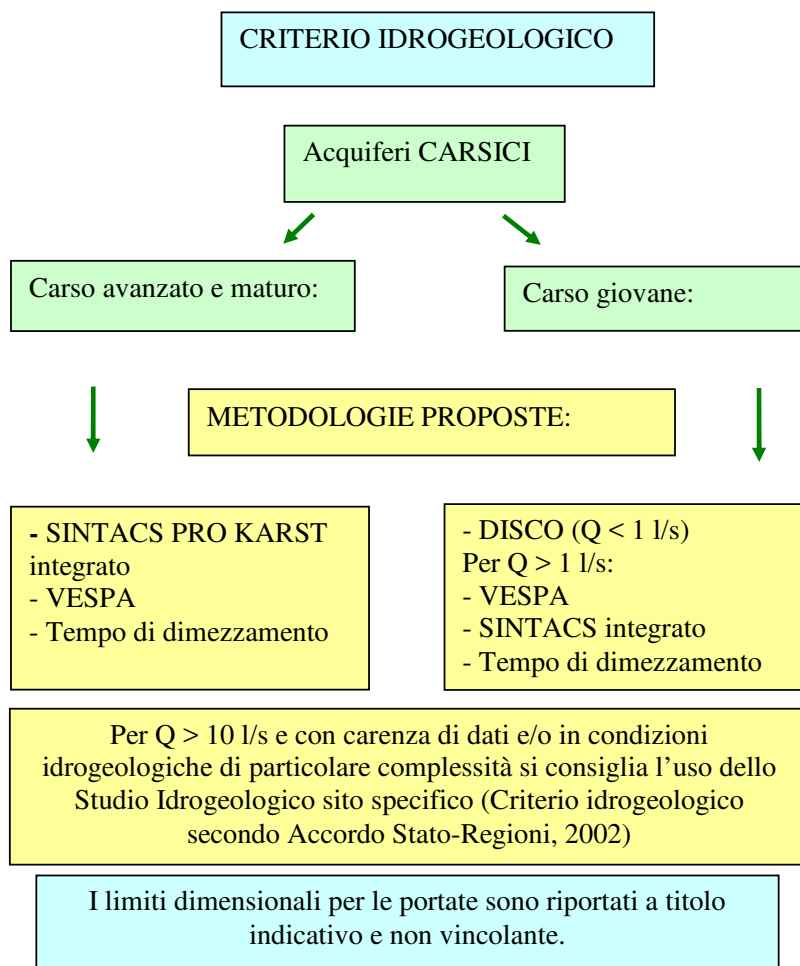 CRITERIO IDROGEOLOGICO
Acquiferi CARSICI
Carso avanzato e maturo:
Carso giovane:
METODOLOGIE PROPOSTE:
- SINTACS PRO KARST
integrato
- VESPA
- Tempo di dimezzamento
- DISCO (Q < 1 l/s)
Per Q > 1 l/s:
- VESPA
- SINTACS integrato
- Tempo di dimezzamento
Per Q > 10 l/s e con carenza di dati e/o in condizioni
idrogeologiche di particolare complessità si consiglia l’uso dello
Studio Idrogeologico sito specifico (Criterio idrogeologico
secondo Accordo Stato-Regioni, 2002)
I limiti dimensionali per le portate sono riportati a titolo
indicativo e non vincolante.